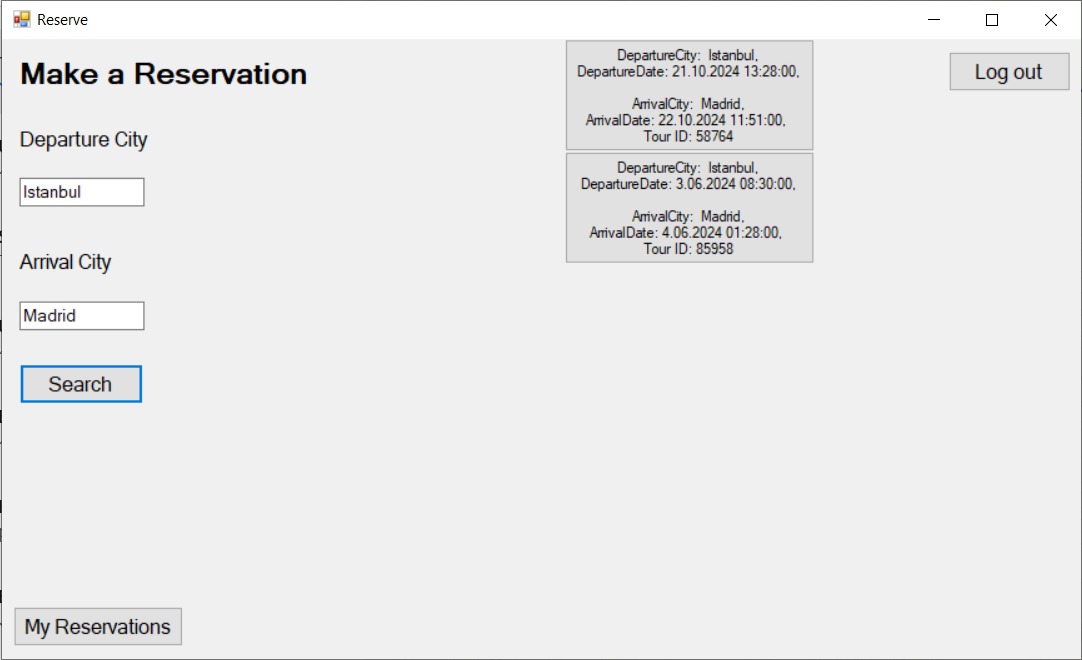 Reserve
Make a Reservation
Departure City
Istanbul
Arrival City
Madrid
Search
My Reservations
DepartureCity:  Istanbul,
DepartureDate: 21.10.2024 13:28:00,
ArrivalCity:  Madrid,
ArrivalDate: 22.10.2024 11:51:00,
Tour ID: 58764
DepartureCity:  Istanbul,
DepartureDate: 3.06.2024 08:30:00,
ArrivalCity:  Madrid,
ArrivalDate: 4.06.2024 01:28:00,
Tour ID: 85958
Log out